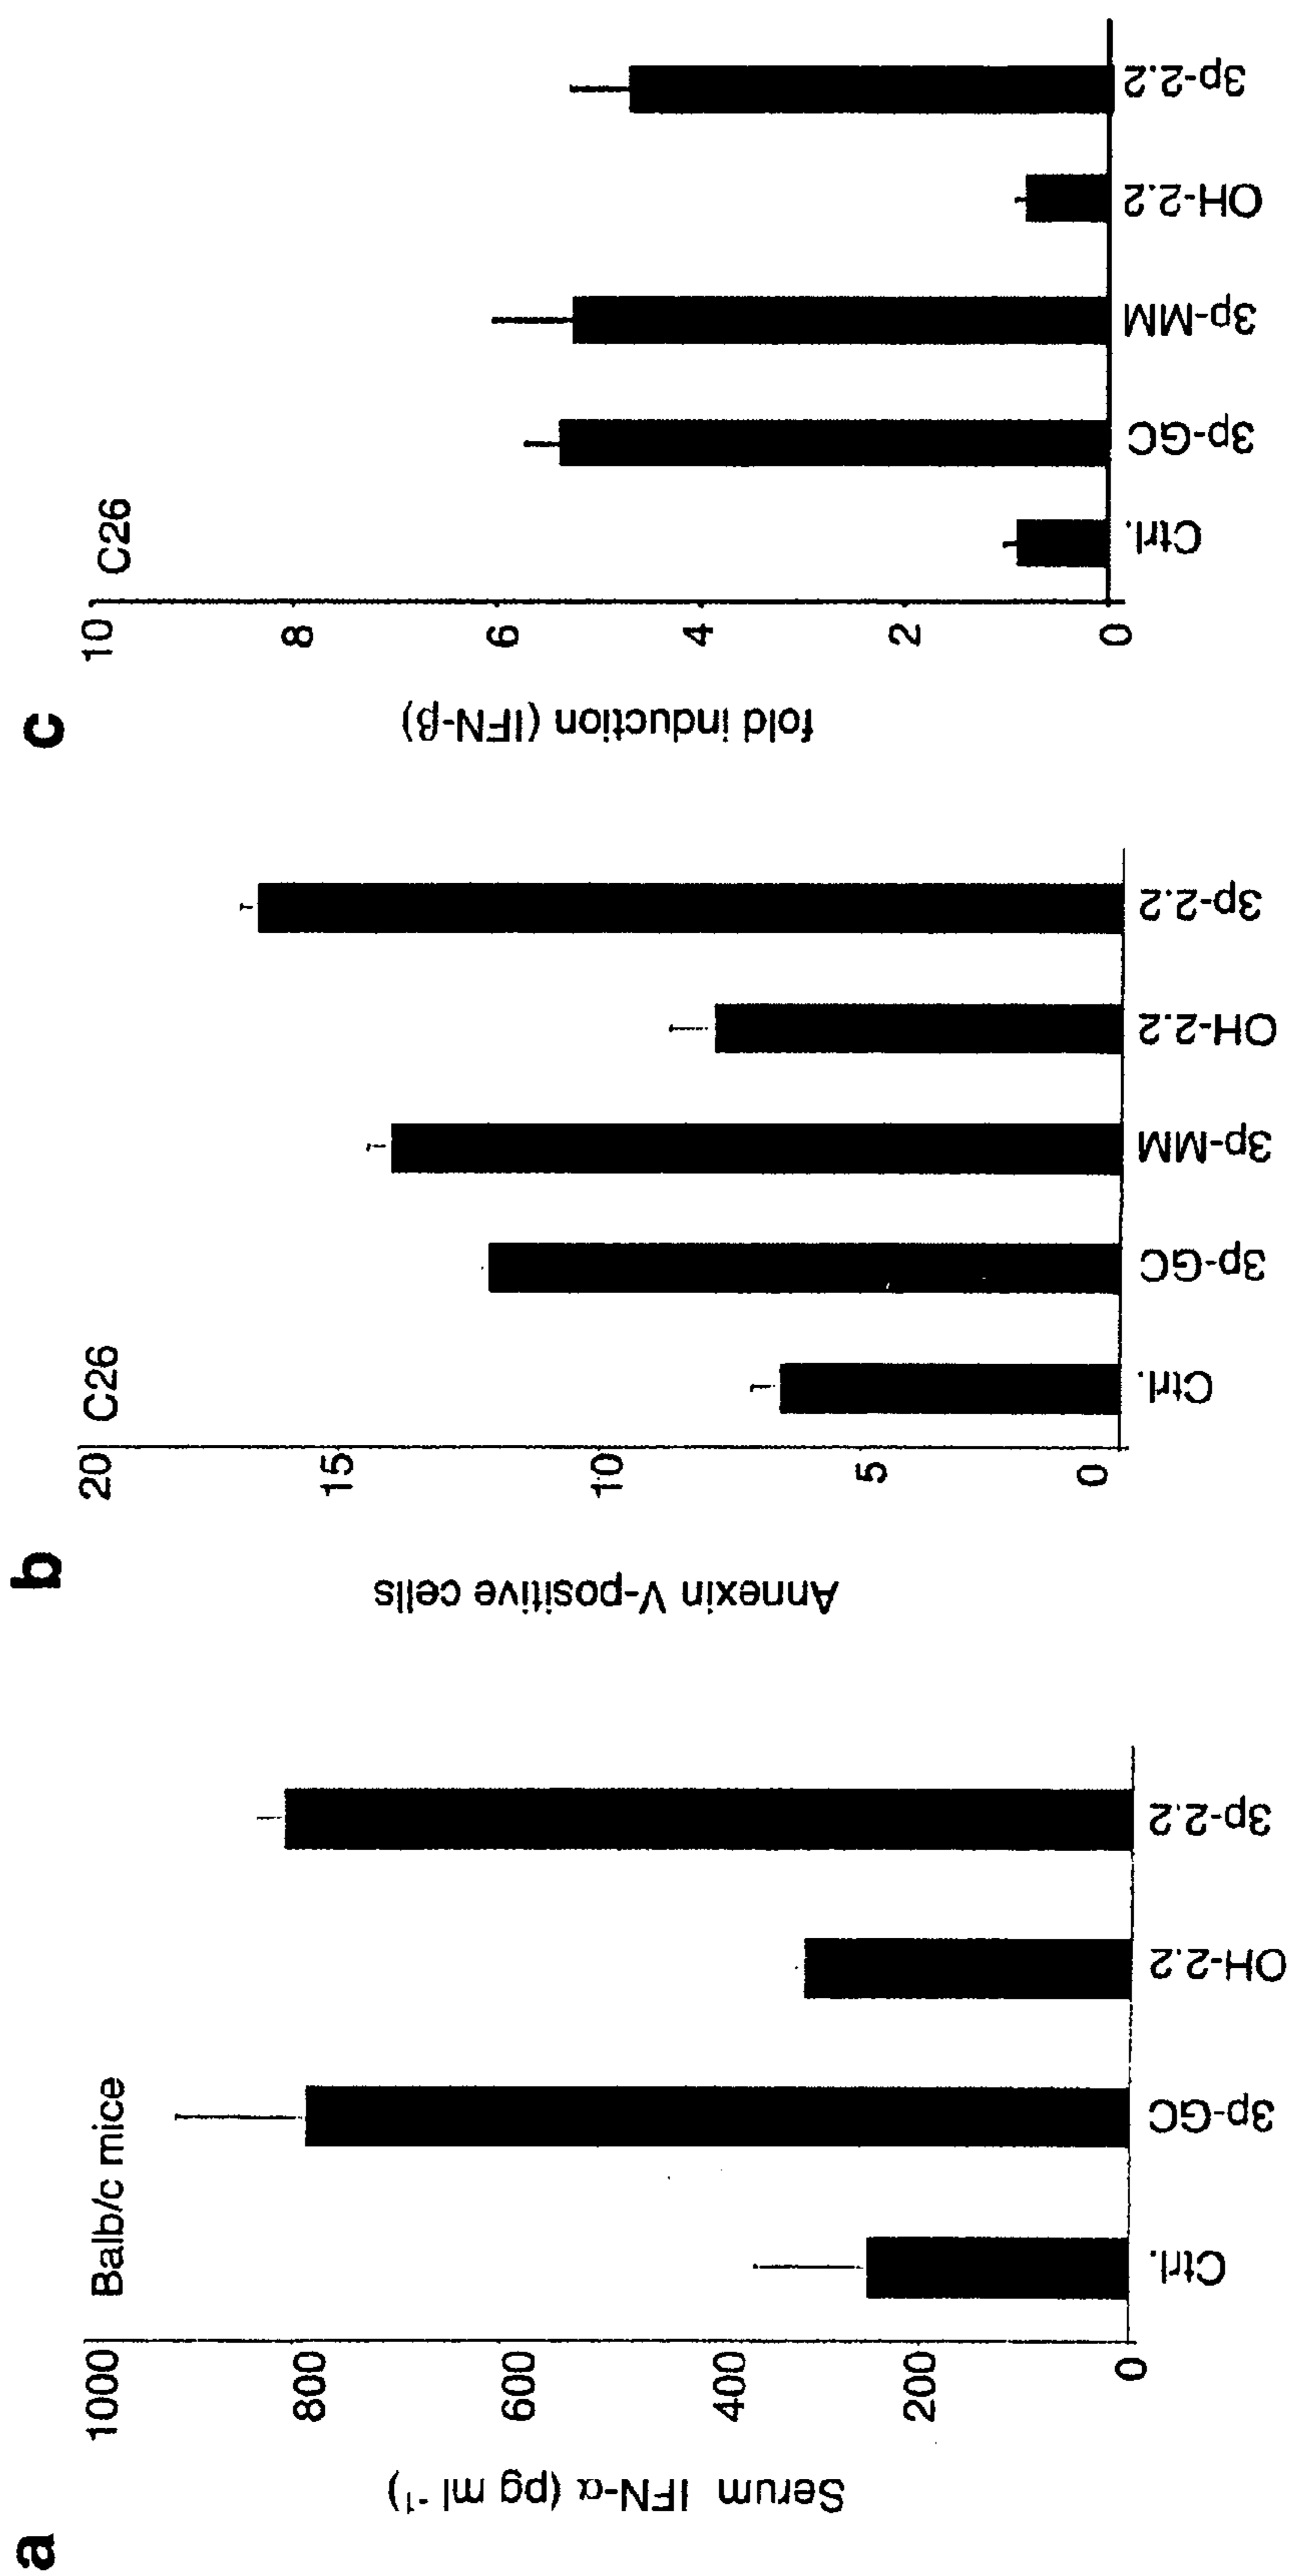 a
Balb/c mice
Serum IFN-α (pg ml⁻¹)
1000
800
600
400
200
0
Ctrl.
3p-GC
OH-2.2
3p-2.2
b
C26
Annexin V-positive cells
20
15
10
5
0
Ctrl.
3p-GC
3p-MM
OH-2.2
3p-2.2
c
C26
fold induction (IFN-β)
10
8
6
4
2
0
Ctrl.
3p-GC
3p-MM
OH-2.2
3p-2.2